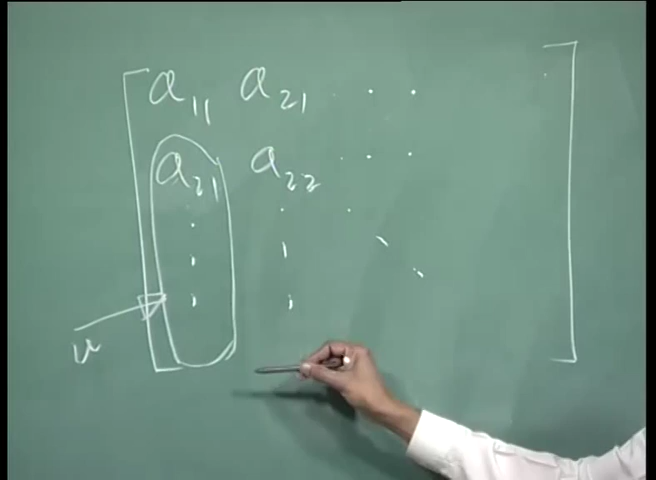 a₁₁ a₂₁ . . .
a₂₁ a₂₂ . . .
u